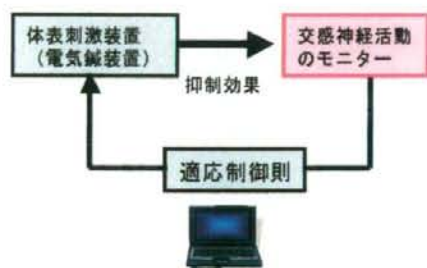 体表刺激装置
(電気鍼装置)
抑制効果
交感神経活動
のモニター
適応制御則